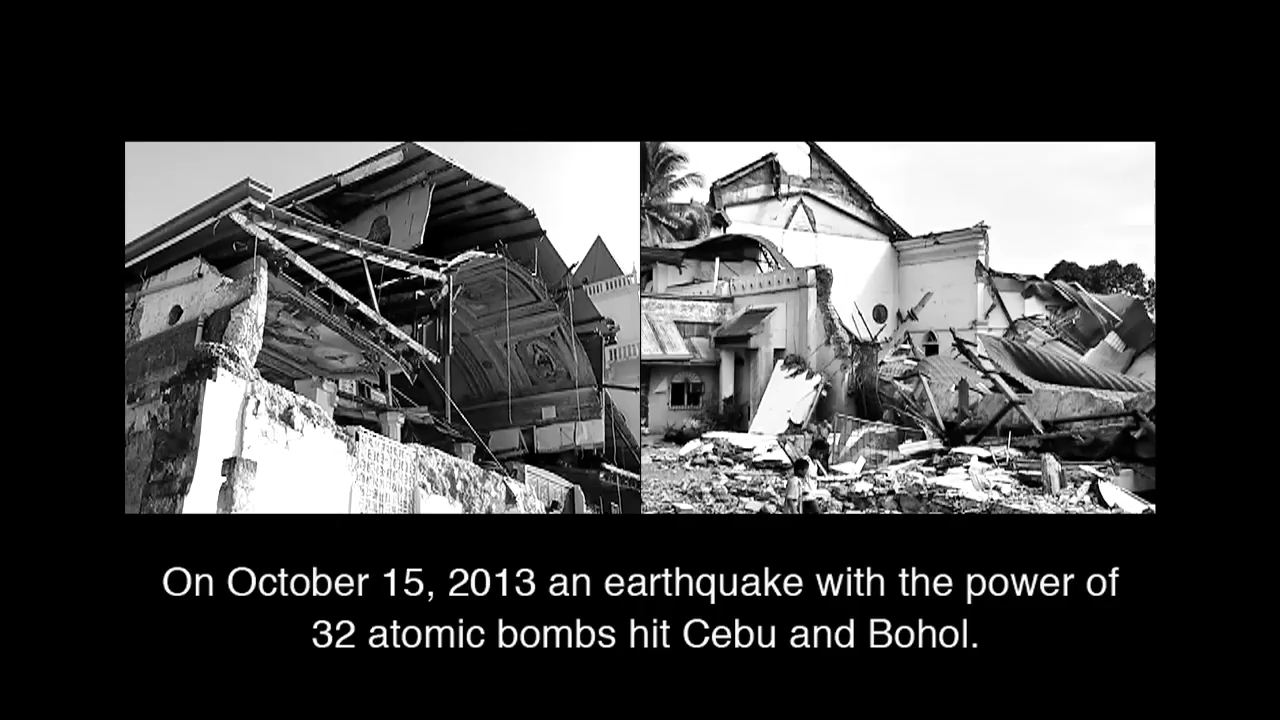 On October 15, 2013 an earthquake with the power of
32 atomic bombs hit Cebu and Bohol.